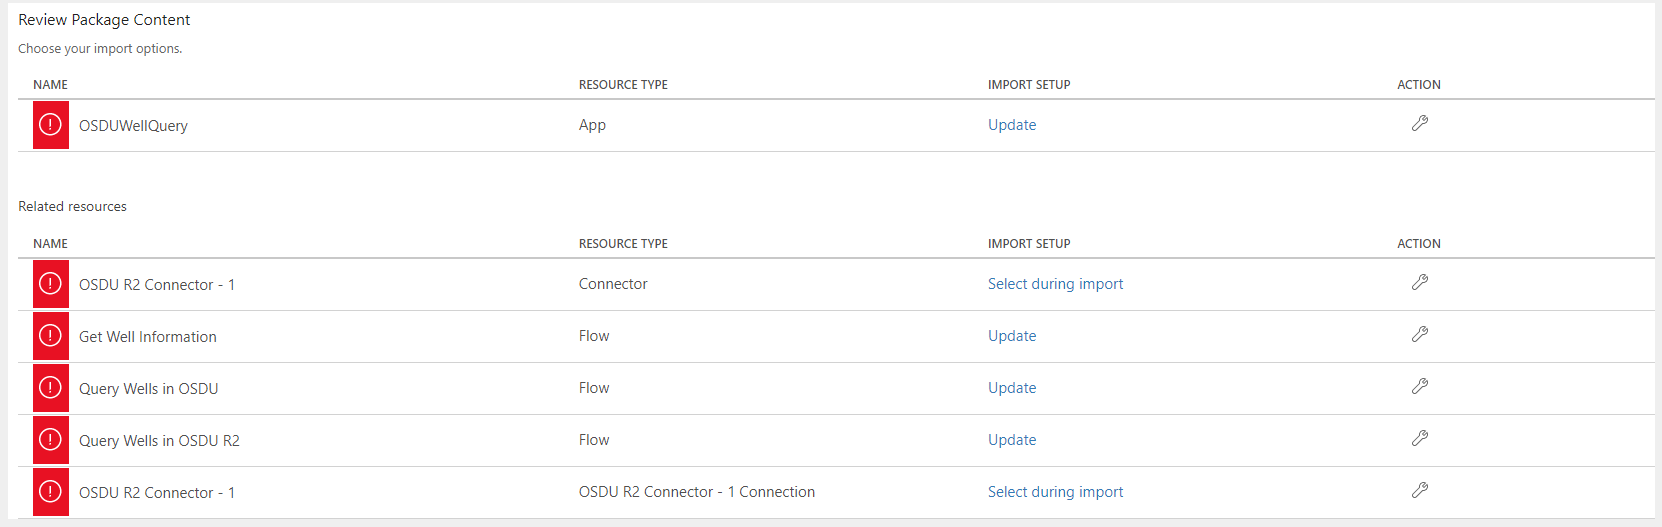 Review Package Content
Choose your import options.
NAME RESOURCE TYPE IMPORT SETUP ACTION
OSDUWellQuery App Update
Related resources
NAME RESOURCE TYPE IMPORT SETUP ACTION
OSDU R2 Connector - 1 Connector Select during import
Get Well Information Flow Update
Query Wells in OSDU Flow Update
Query Wells in OSDU R2 Flow Update
OSDU R2 Connector - 1 OSDU R2 Connector - 1 Connection Select during import